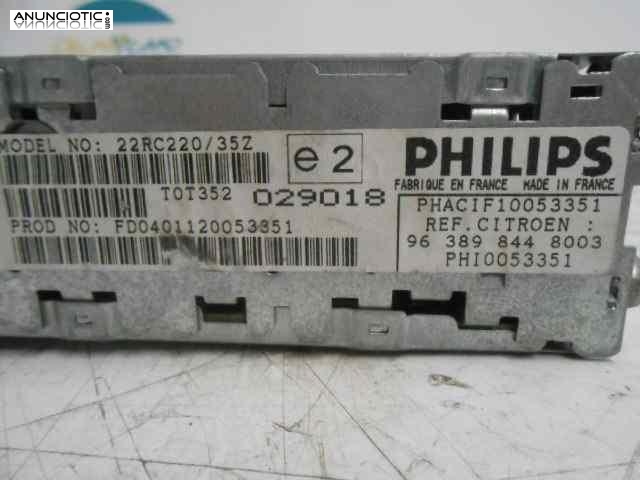 ANUNCIOTIC
MODEL NO: 22RC220/35Z
e2
PHILIPS
FABRIQUE EN FRANCE MADE IN FRANCE
TOT352
029018
PROD NO: FD0401120053351
PHACIF10053351
REF.CITROEN :
96 389 844 8003
PHI0053351